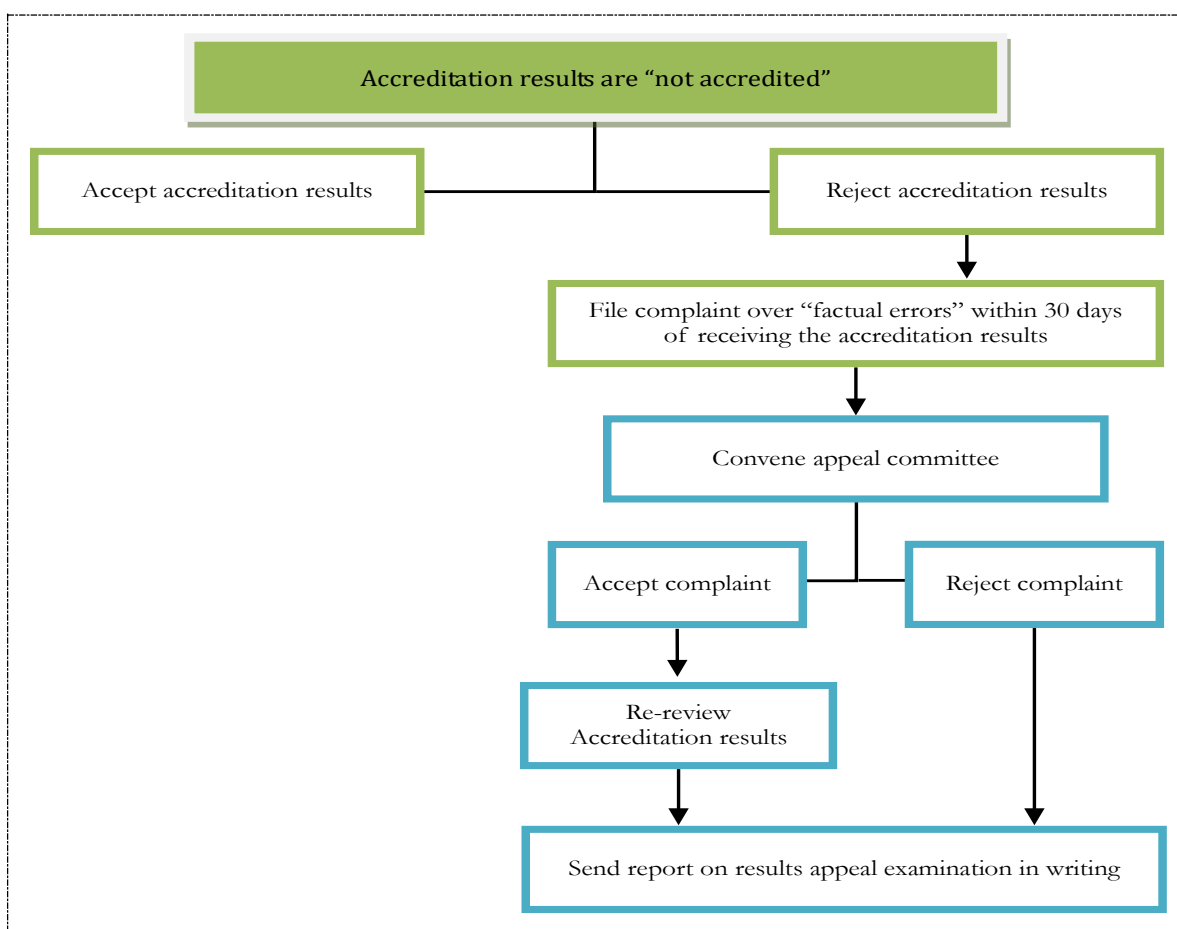 Accreditation results are “not accredited”
Accept accreditation results
Reject accreditation results
File complaint over “factual errors” within 30 days
of receiving the accreditation results
Convene appeal committee
Accept complaint
Reject complaint
Re-review
Accreditation results
Send report on results appeal examination in writing